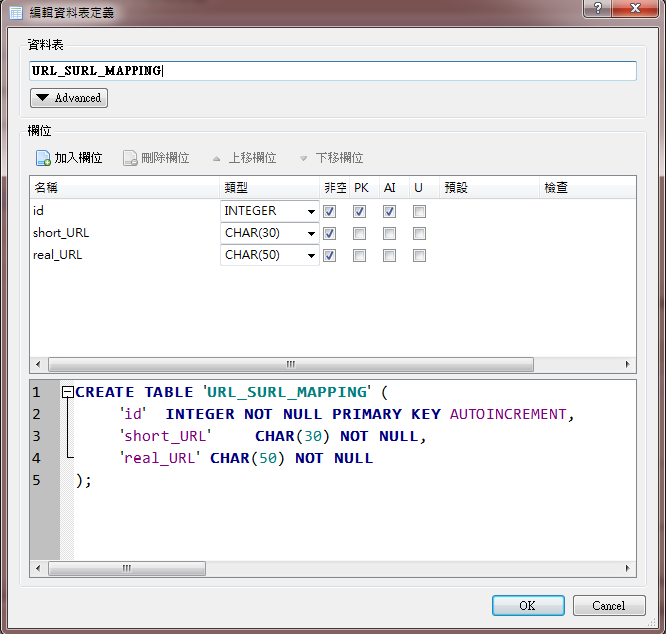 編輯資料表定義
資料表
URL_SURL_MAPPING
Advanced
欄位
加入欄位 刪除欄位 上移欄位 下移欄位
名稱 類型 非空 PK AI U 預設 檢查
id INTEGER
short_URL CHAR(30)
real_URL CHAR(50)
1 CREATE TABLE 'URL_SURL_MAPPING' (
2 'id' INTEGER NOT NULL PRIMARY KEY AUTOINCREMENT,
3 'short_URL' CHAR(30) NOT NULL,
4 'real_URL' CHAR(50) NOT NULL
5 );
OK Cancel